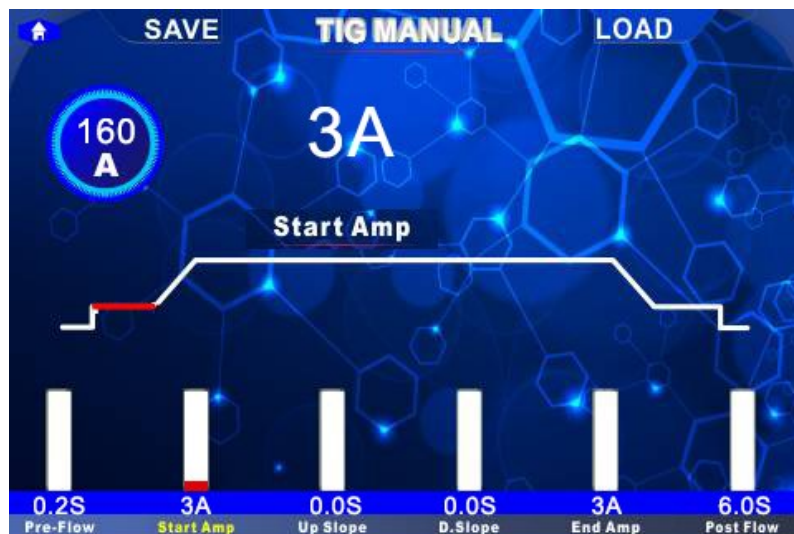 SAVE TIG MANUAL LOAD
160
A
3A
Start Amp
0.2S 3A 0.0S 0.0S 3A 6.0S
Pre-Flow Start Amp Up Slope D.Slope End Amp Post Flow